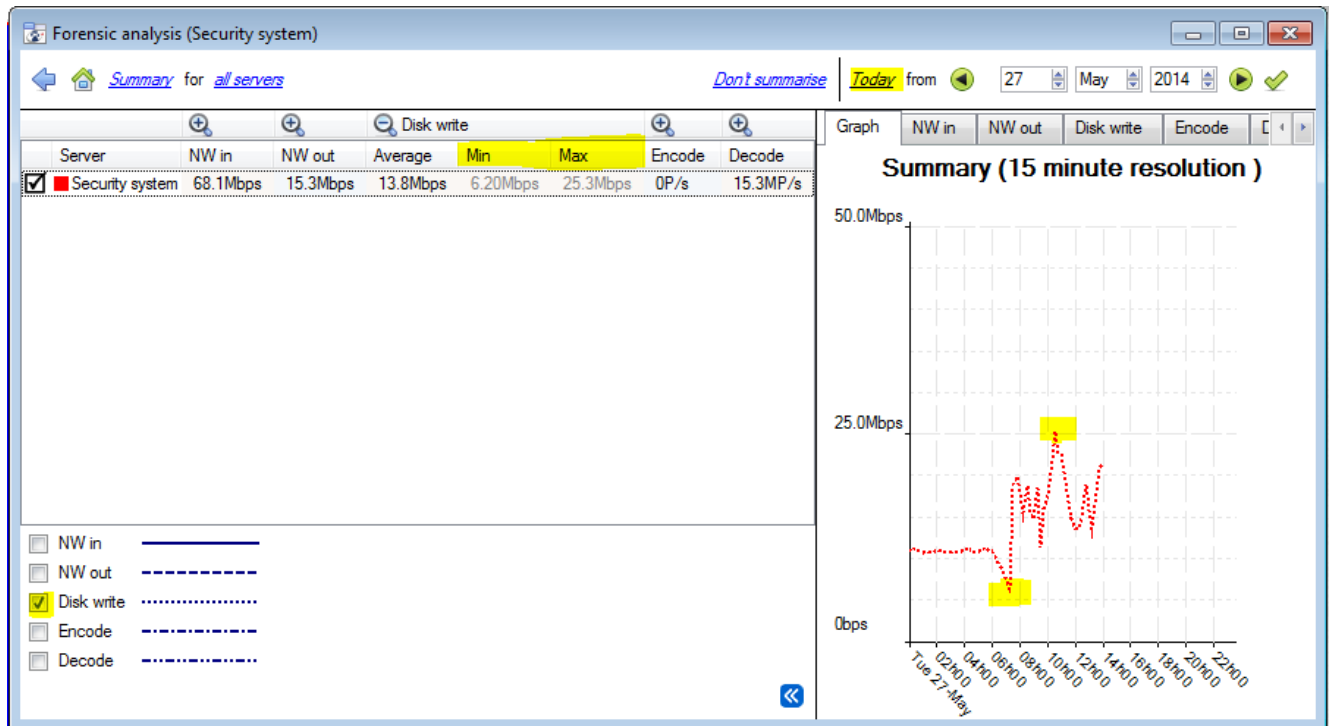 Forensic analysis (Security system)
Summary for all servers Don't summarise Today from 27 May 2014
Disk write
Server NW in NW out Average Min Max Encode Decode
Security system 68.1Mbps 15.3Mbps 13.8Mbps 6.20Mbps 25.3Mbps 0P/s 15.3MP/s
NW in
NW out
Disk write
Encode
Decode
Graph NW in NW out Disk write Encode
Summary (15 minute resolution )
50.0Mbps
25.0Mbps
0bps
Tue 27-May 02h00 04h00 06h00 08h00 10h00 12h00 14h00 16h00 18h00 20h00 22h00